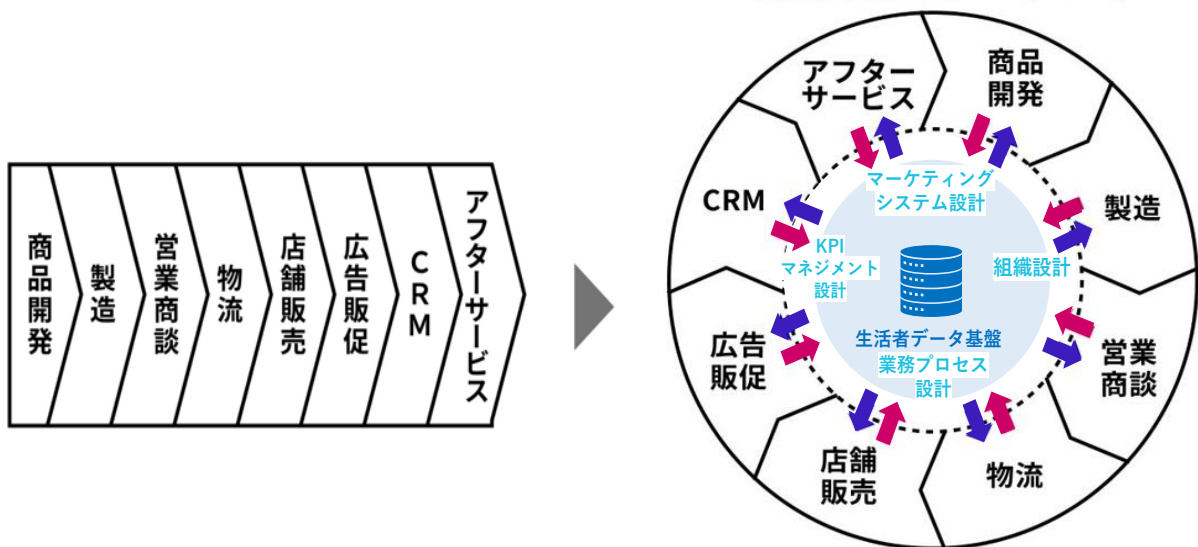 商品開発
製造
営業商談
物流
店舗販売
広告販促
CRM
アフターサービス
アフター
サービス
商品
開発
製造
営業
商談
物流
店舗
販売
広告
販促
CRM
マーケティング
システム設計
組織設計
KPI
マネジメント
設計
生活者データ基盤
業務プロセス
設計